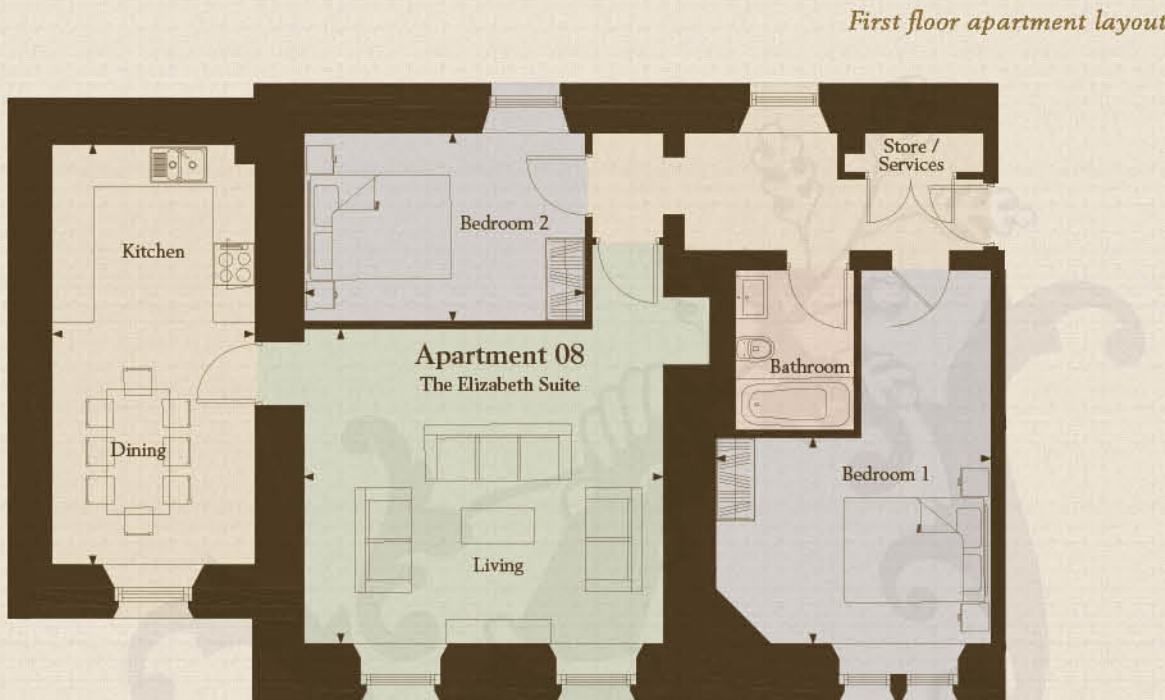 First floor apartment layout
Store /
Services
Bedroom 2
Kitchen
Apartment 08
The Elizabeth Suite
Bathroom
Dining
Bedroom 1
Living